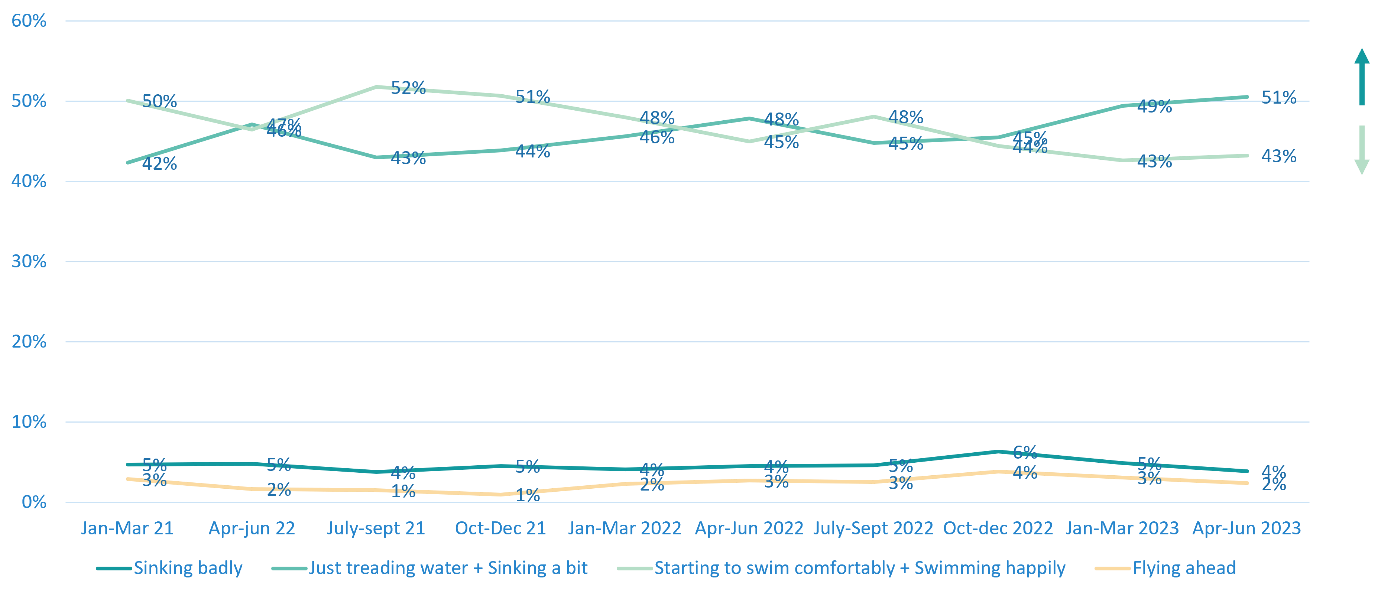 60%
50%
40%
30%
20%
10%
0%
50% 47% 52% 51% 48% 48% 48% 45% 49% 51%
42% 46% 43% 44% 46% 45% 45% 44% 43% 43%
5% 5% 4% 5% 4% 4% 5% 6% 5% 4%
3% 2% 1% 1% 2% 3% 3% 4% 3% 2%
Jan-Mar 21 Apr-jun 22 July-sept 21 Oct-Dec 21 Jan-Mar 2022 Apr-Jun 2022 July-Sept 2022 Oct-dec 2022 Jan-Mar 2023 Apr-Jun 2023
Sinking badly Just treading water + Sinking a bit Starting to swim comfortably + Swimming happily Flying ahead